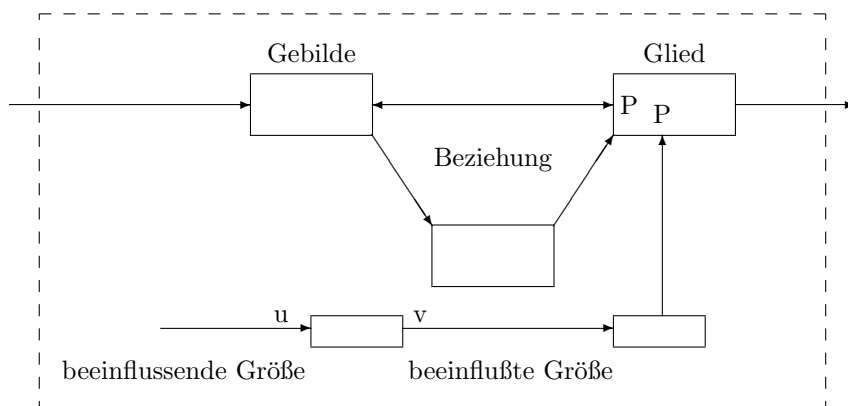 Gebilde Glied
P
P
Beziehung
u v
beeinflussende Größe beeinflußte Größe